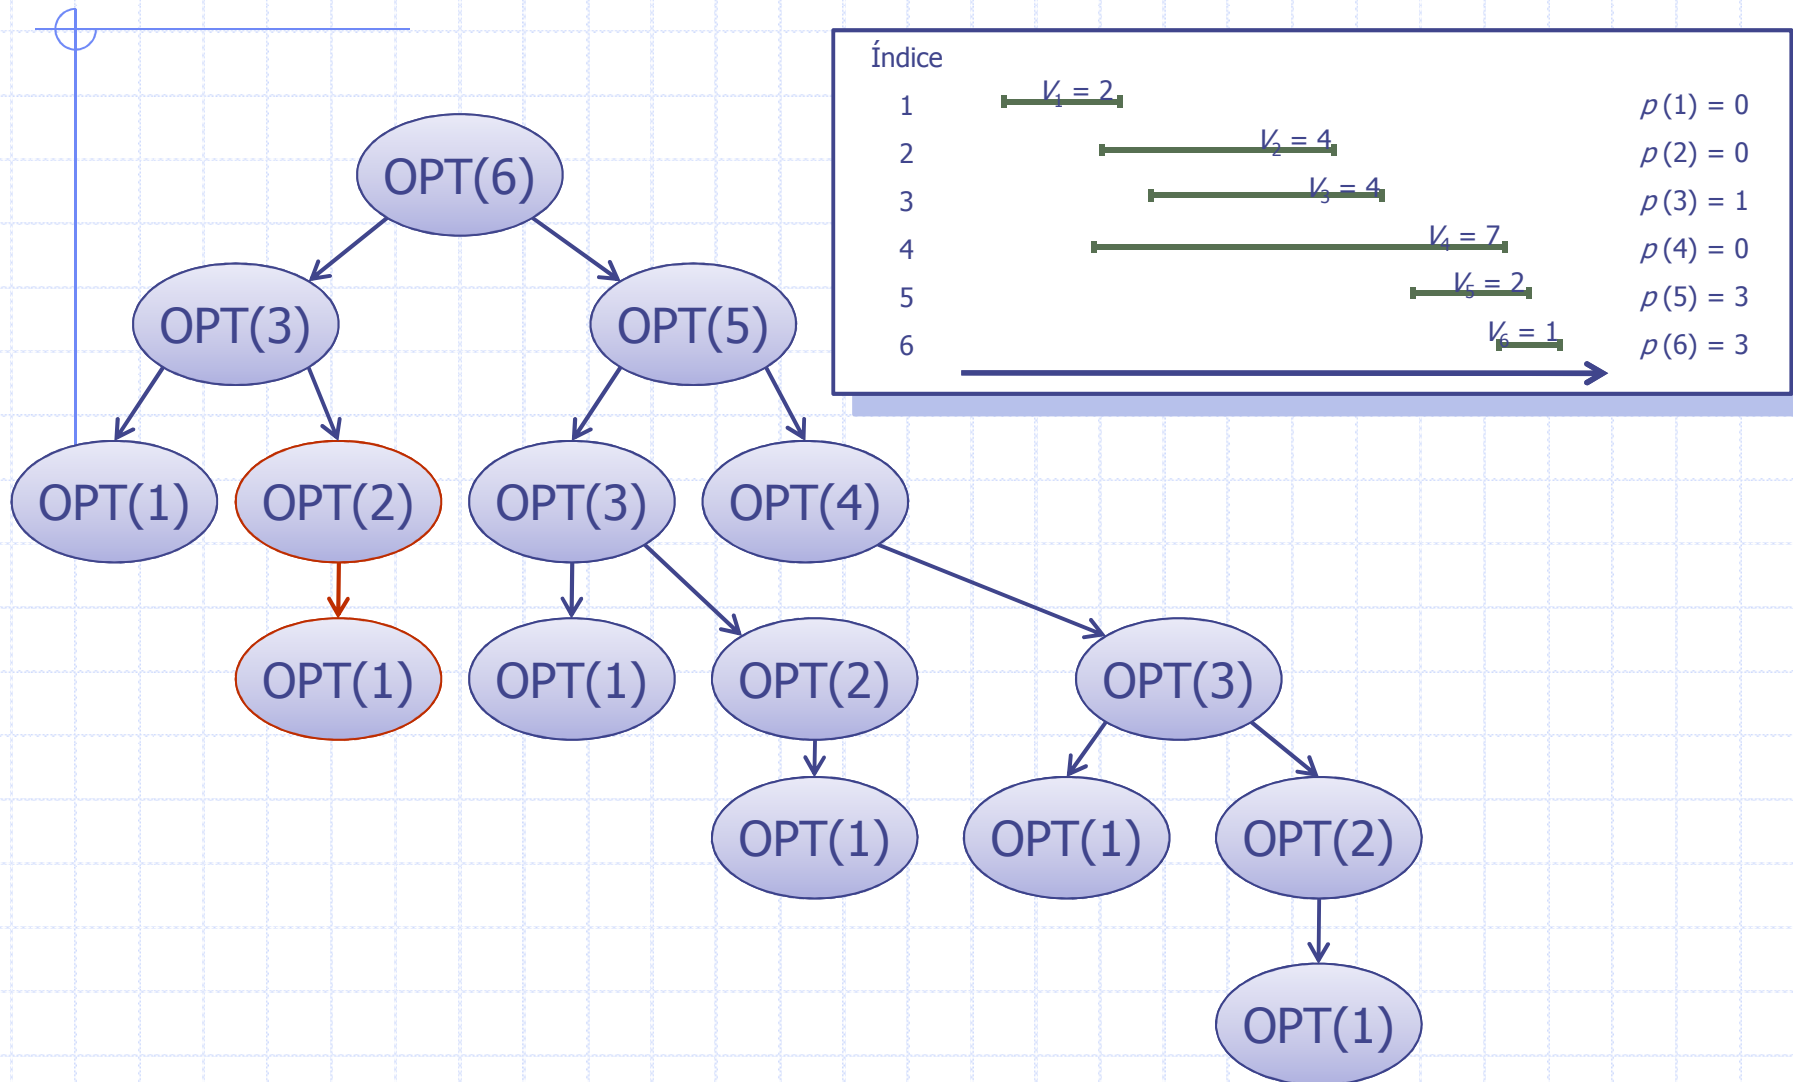 Índice
1 V1 = 2 p (1) = 0
2 V2 = 4 p (2) = 0
3 V3 = 4 p (3) = 1
4 V4 = 7 p (4) = 0
5 V5 = 2 p (5) = 3
6 V6 = 1 p (6) = 3
OPT(6)
OPT(3) OPT(5)
OPT(1) OPT(2) OPT(3) OPT(4)
OPT(1) OPT(1) OPT(2) OPT(3)
OPT(1) OPT(1) OPT(2)
OPT(1)